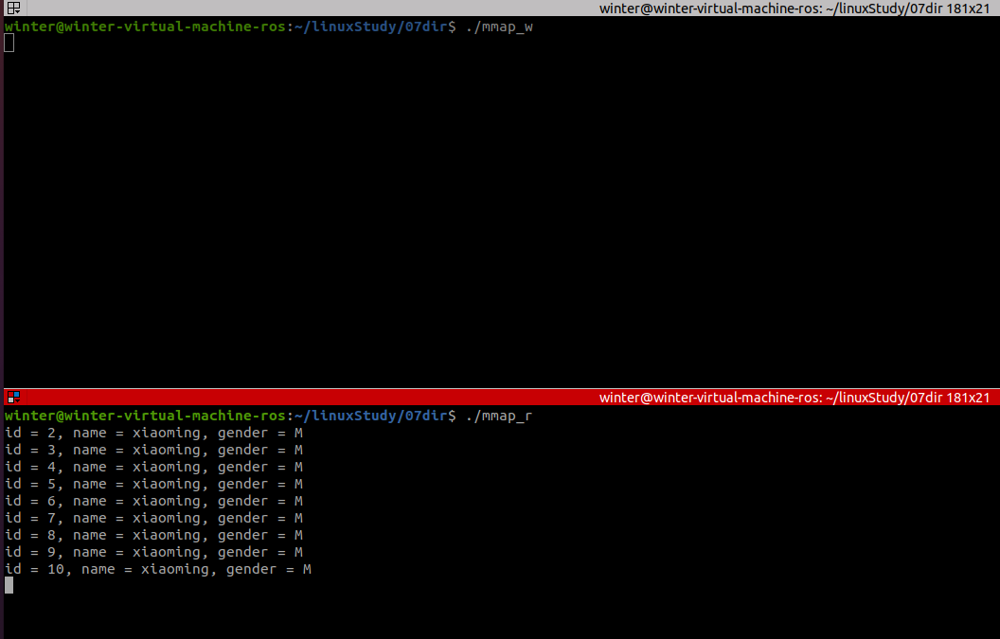 winter@winter-virtual-machine-ros: ~/linuxStudy/07dir 181x21
winter@winter-virtual-machine-ros:~/linuxStudy/07dir$ ./mmap_w
winter@winter-virtual-machine-ros: ~/linuxStudy/07dir 181x21
winter@winter-virtual-machine-ros:~/linuxStudy/07dir$ ./mmap_r
id = 2, name = xiaoming, gender = M
id = 3, name = xiaoming, gender = M
id = 4, name = xiaoming, gender = M
id = 5, name = xiaoming, gender = M
id = 6, name = xiaoming, gender = M
id = 7, name = xiaoming, gender = M
id = 8, name = xiaoming, gender = M
id = 9, name = xiaoming, gender = M
id = 10, name = xiaoming, gender = M